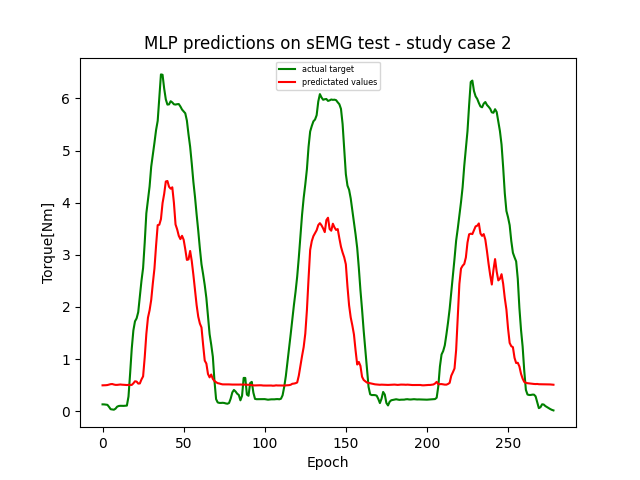 MLP predictions on sEMG test - study case 2
actual target
predictated values
Torque[Nm]
6
5
4
3
2
1
0
0 50 100 150 200 250
Epoch